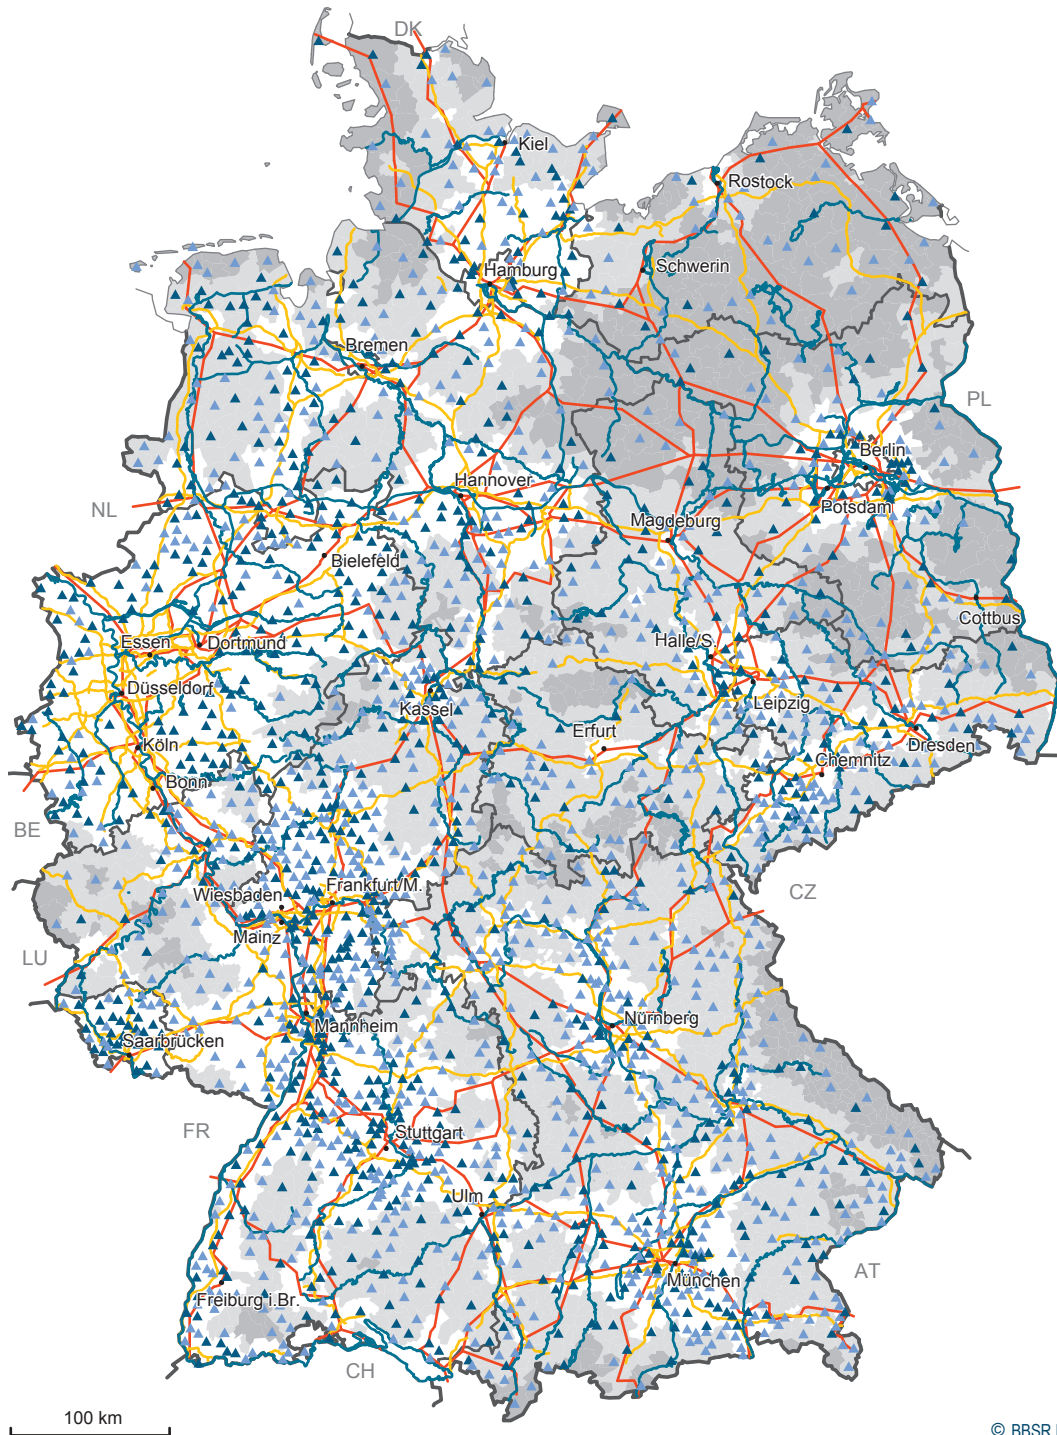 DK
Kiel
Rostock
Schwerin
Hamburg
Bremen
PL
Berlin
Hannover
NL
Potsdam
Magdeburg
Bielefeld
Cottbus
Essen
Dortmund
Halle/S.
Düsseldorf
Leipzig
Kassel
Erfurt
Köln
Dresden
Chemnitz
Bonn
BE
Wiesbaden
Frankfurt/M.
CZ
Mainz
LU
Mannheim
Nürnberg
Saarbrücken
FR
Stuttgart
Ulm
München
AT
Freiburg i.Br.
CH
100 km
© BBSR